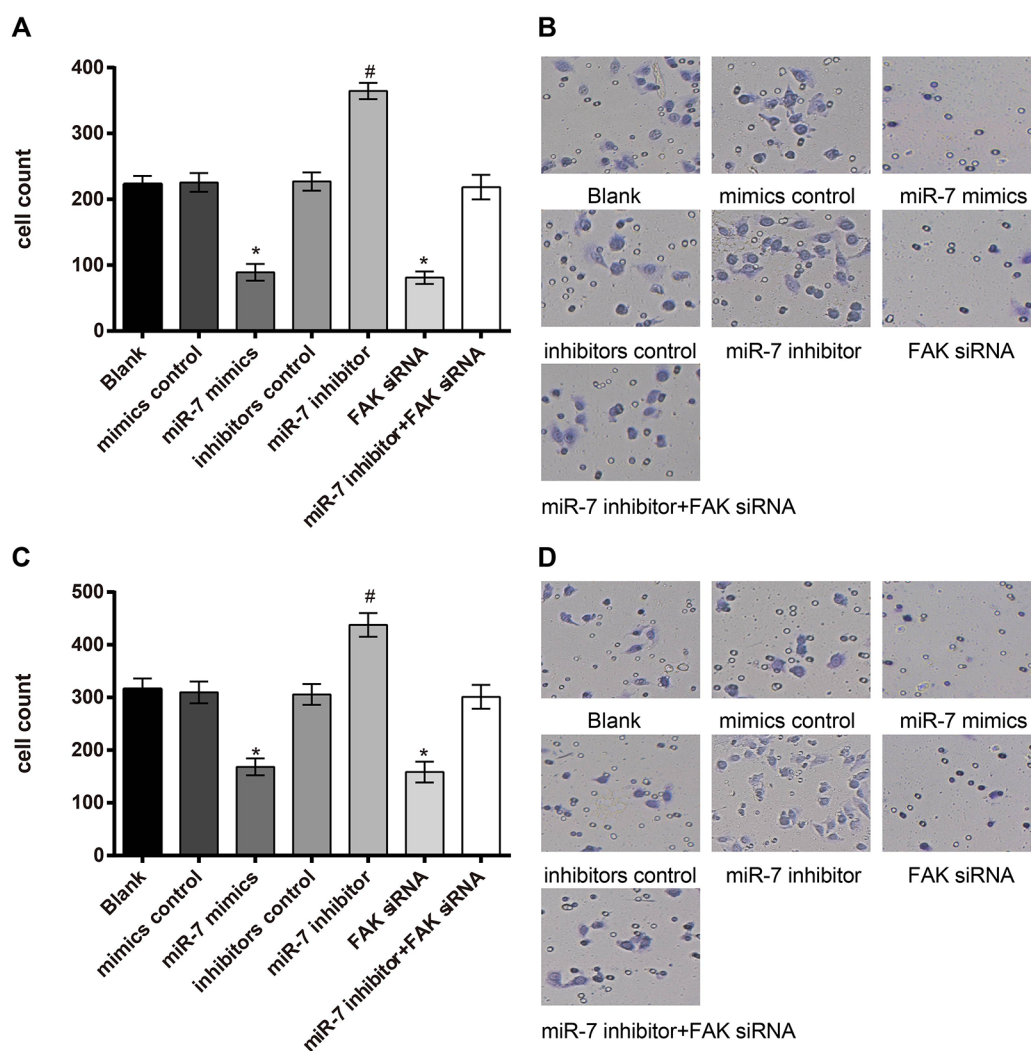 A
cell count
400
300
200
100
0
#
*
*
Blank
mimics control
miR-7 mimics
inhibitors control
miR-7 inhibitor
FAK siRNA
miR-7 inhibitor+FAK siRNA
B
Blank
mimics control
miR-7 mimics
inhibitors control
miR-7 inhibitor
FAK siRNA
miR-7 inhibitor+FAK siRNA
C
cell count
500
400
300
200
100
0
#
*
*
Blank
mimics control
miR-7 mimics
inhibitors control
miR-7 inhibitor
FAK siRNA
miR-7 inhibitor+FAK siRNA
D
Blank
mimics control
miR-7 mimics
inhibitors control
miR-7 inhibitor
FAK siRNA
miR-7 inhibitor+FAK siRNA